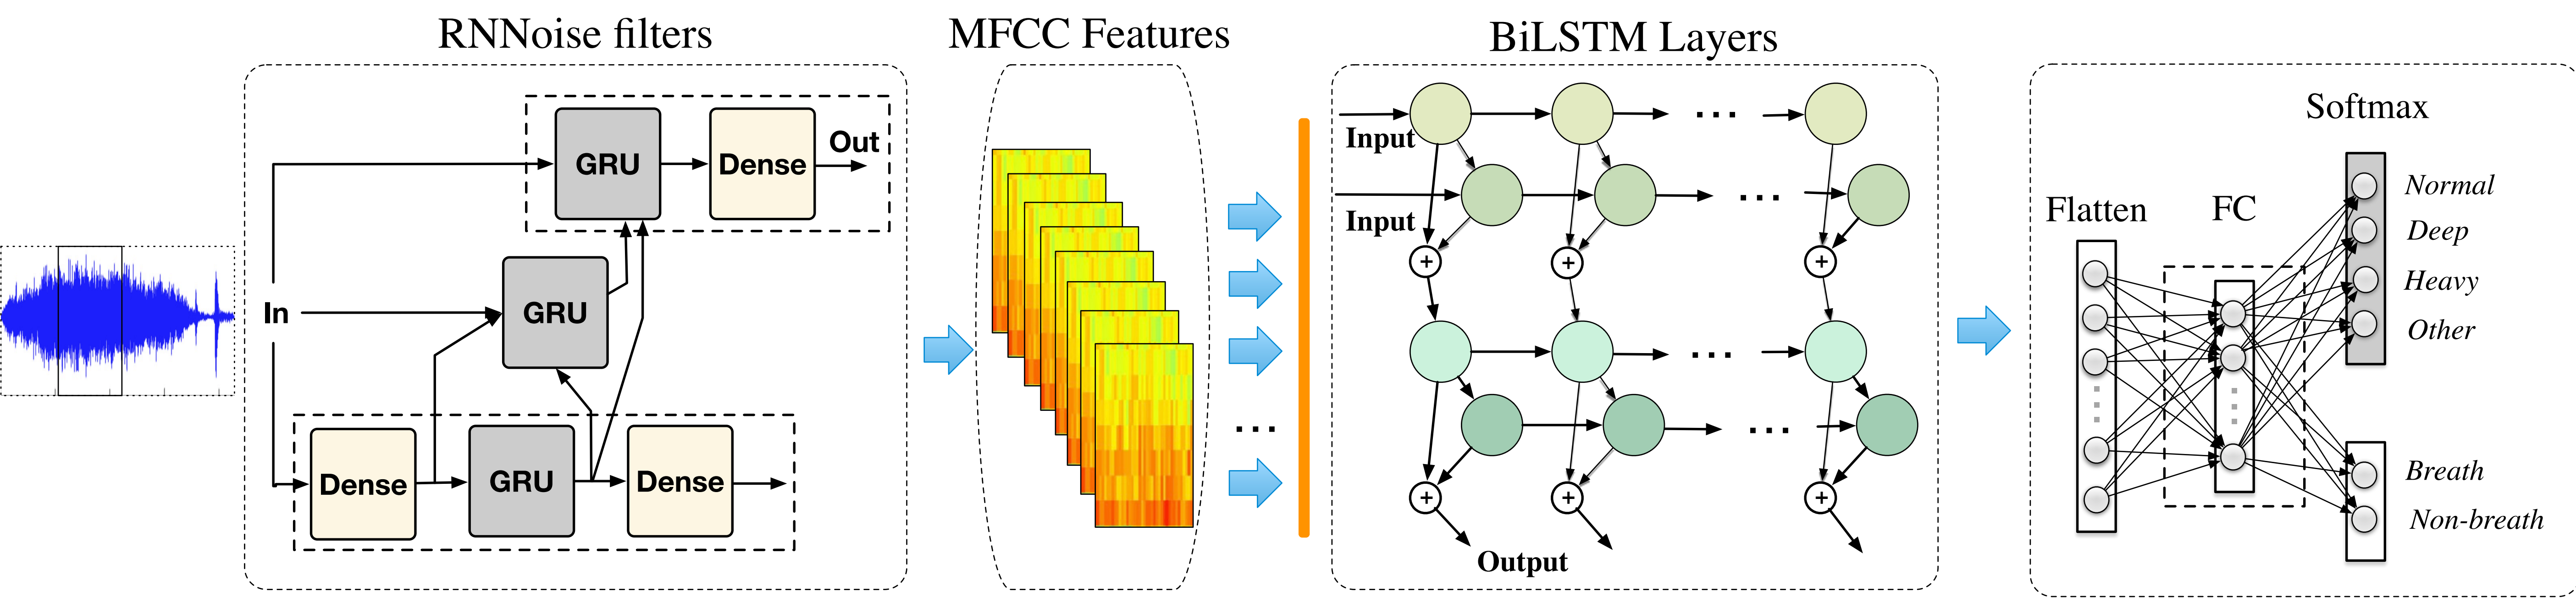 RNNoise filters
MFCC Features
BiLSTM Layers
GRU
Dense
Out
In
GRU
Dense
GRU
Dense
...
Input
Input
...
...
...
...
Output
Softmax
Flatten
FC
Normal
Deep
Heavy
Other
Breath
Non-breath